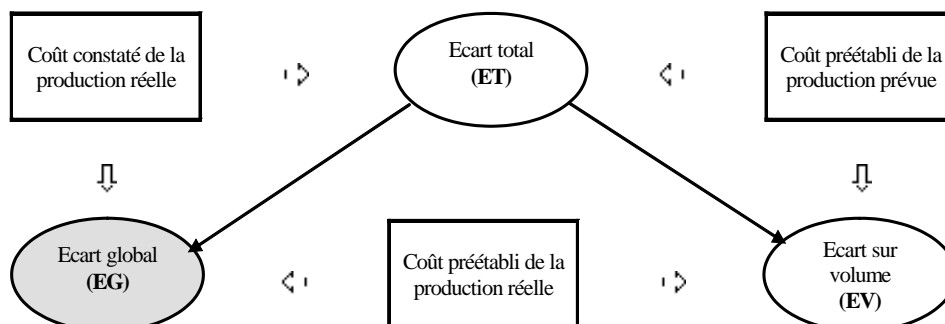 Coût constaté de la
production réelle
Ecart total
(ET)
Coût préétabli de la
production prévue
Ecart global
(EG)
Coût préétabli de la
production réelle
Ecart sur
volume
(EV)